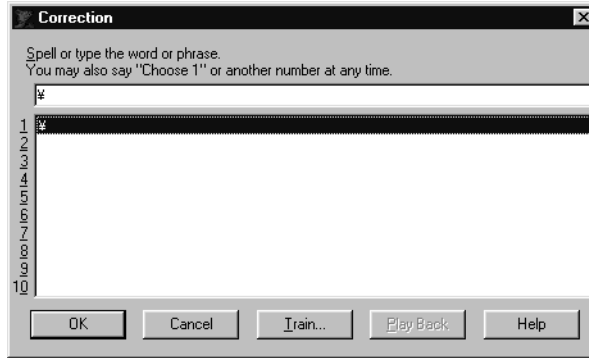 Correction
Spell or type the word or phrase.
You may also say "Choose 1" or another number at any time.
¥
1 ¥
2
3
4
5
6
7
8
9
10
OK Cancel Train... Play Back Help